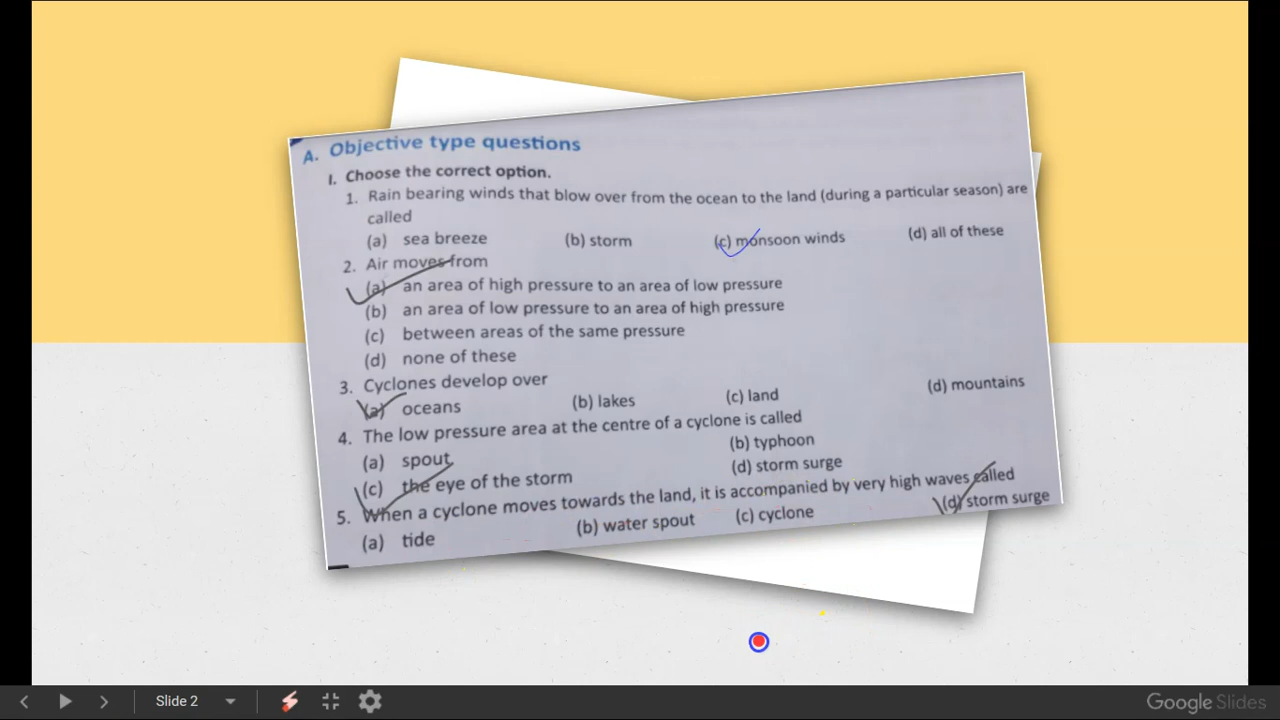 A. Objective type questions
I. Choose the correct option.
1. Rain bearing winds that blow over from the ocean to the land (during a particular season) are
called
(a) sea breeze (b) storm (c) monsoon winds (d) all of these
2. Air moves from
(a) an area of high pressure to an area of low pressure
(b) an area of low pressure to an area of high pressure
(c) between areas of the same pressure
(d) none of these
3. Cyclones develop over
(a) oceans (b) lakes (c) land (d) mountains
4. The low pressure area at the centre of a cyclone is called
(a) spout (b) typhoon
(c) the eye of the storm (d) storm surge
5. When a cyclone moves towards the land, it is accompanied by very high waves called
(a) tide (b) water spout (c) cyclone (d) storm surge
Slide 2
Google Slides